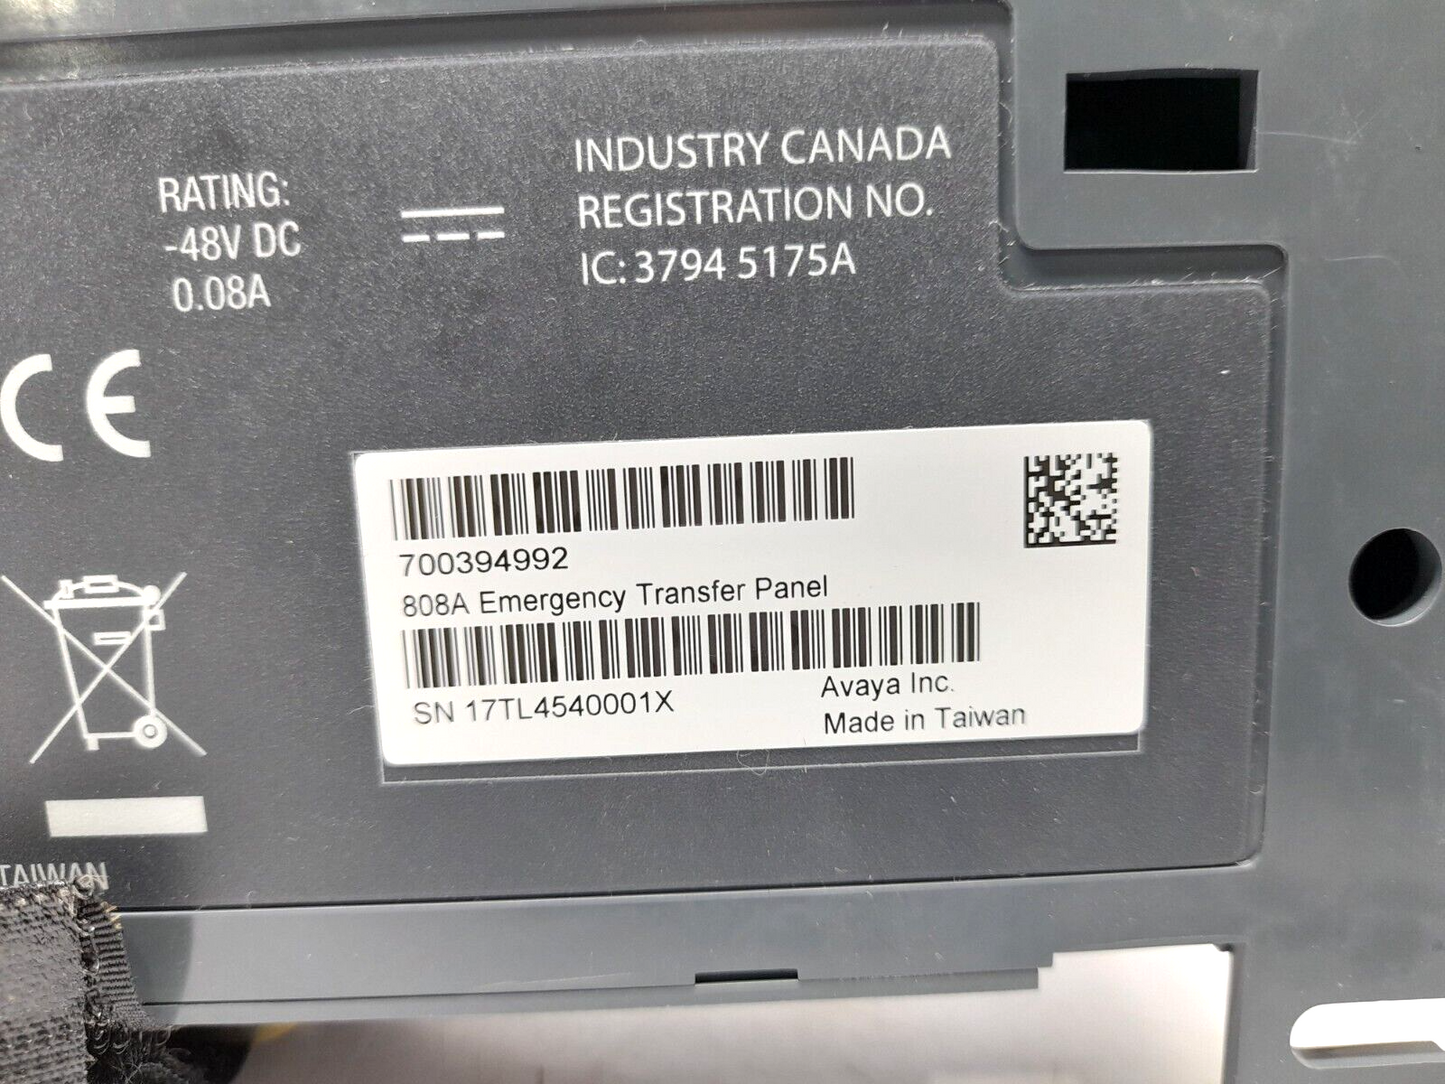 RATING:
-48V DC
0.08A
INDUSTRY CANADA
REGISTRATION NO.
IC: 3794 5175A
CE
700394992
808A Emergency Transfer Panel
SN 17TL4540001X
Avaya Inc.
Made in Taiwan
TAIWAN